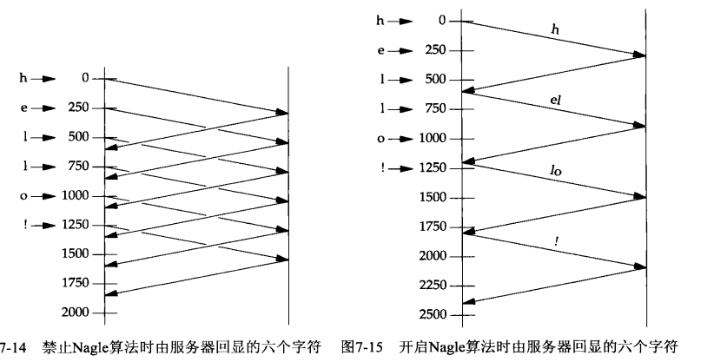 h 0
e 250
l 500
l 750
o 1000
! 1250
1500
1750
2000
7-14 禁止Nagle算法时由服务器回显的六个字符
h 0
e 250
l 500
l 750
o 1000
! 1250
1500
1750
2000
2250
2500
h
el
lo
!
图7-15 开启Nagle算法时由服务器回显的六个字符